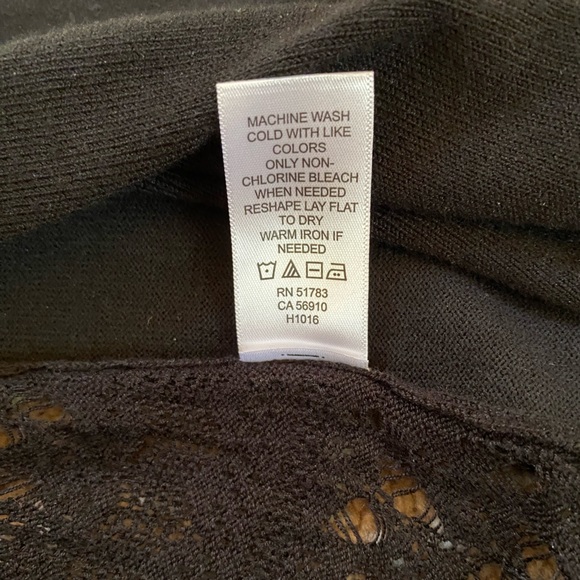 MACHINE WASH
COLD WITH LIKE
COLORS
ONLY NON-
CHLORINE BLEACH
WHEN NEEDED
RESHAPE LAY FLAT
TO DRY
WARM IRON IF
NEEDED
RN 51783
CA 56910
H1016